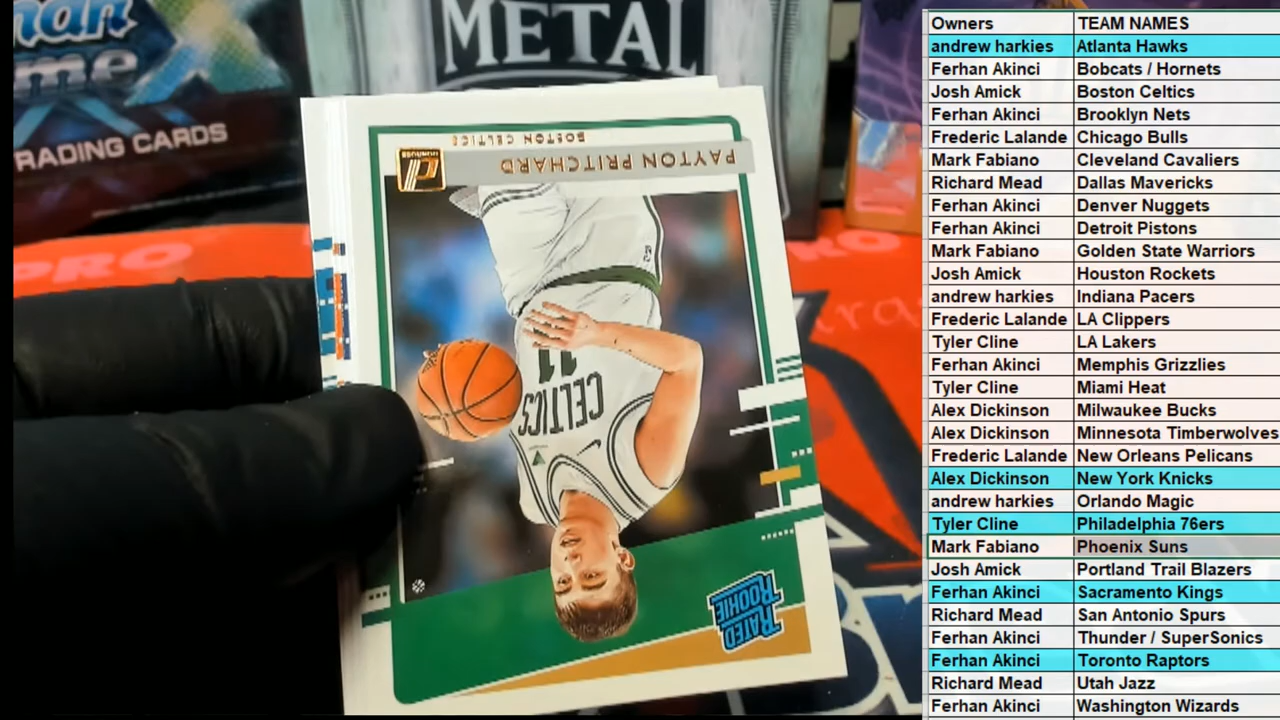 METAL
TRADING CARDS
PRO
PRO
BOSTON CELTICS
PAYTON PRITCHARD
11
CELTICS
RATED
ROOKIE
Owners TEAM NAMES
andrew harkies Atlanta Hawks
Ferhan Akinci Bobcats / Hornets
Josh Amick Boston Celtics
Ferhan Akinci Brooklyn Nets
Frederic Lalande Chicago Bulls
Mark Fabiano Cleveland Cavaliers
Richard Mead Dallas Mavericks
Ferhan Akinci Denver Nuggets
Ferhan Akinci Detroit Pistons
Mark Fabiano Golden State Warriors
Josh Amick Houston Rockets
andrew harkies Indiana Pacers
Frederic Lalande LA Clippers
Tyler Cline LA Lakers
Ferhan Akinci Memphis Grizzlies
Tyler Cline Miami Heat
Alex Dickinson Milwaukee Bucks
Alex Dickinson Minnesota Timberwolves
Frederic Lalande New Orleans Pelicans
Alex Dickinson New York Knicks
andrew harkies Orlando Magic
Tyler Cline Philadelphia 76ers
Mark Fabiano Phoenix Suns
Josh Amick Portland Trail Blazers
Ferhan Akinci Sacramento Kings
Richard Mead San Antonio Spurs
Ferhan Akinci Thunder / SuperSonics
Ferhan Akinci Toronto Raptors
Richard Mead Utah Jazz
Ferhan Akinci Washington Wizards